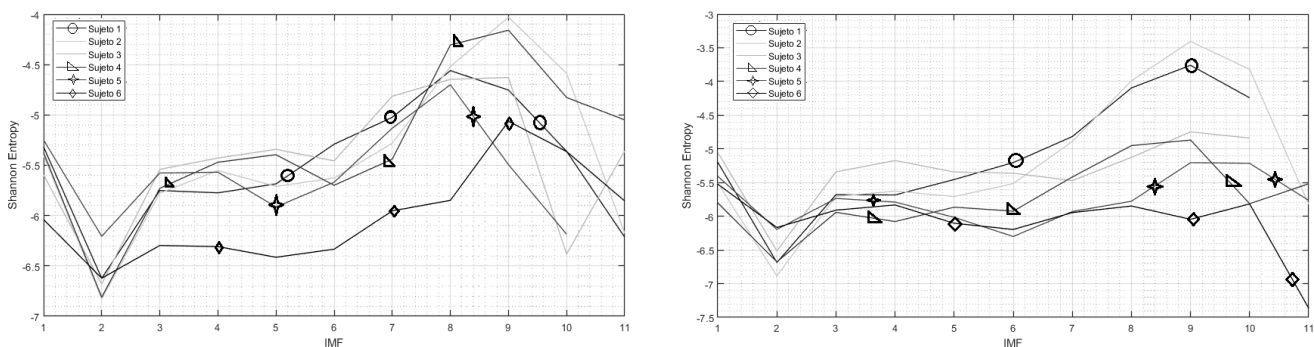 -4
-4.5
-5
-5.5
-6
-6.5
-7
Shannon Entropy
Sujeto 1
Sujeto 2
Sujeto 3
Sujeto 4
Sujeto 5
Sujeto 6
1 2 3 4 5 6 7 8 9 10 11
IMF
-3
-3.5
-4
-4.5
-5
-5.5
-6
-6.5
-7
-7.5
Shannon Entropy
Sujeto 1
Sujeto 2
Sujeto 3
Sujeto 4
Sujeto 5
Sujeto 6
1 2 3 4 5 6 7 8 9 10 11
IMF